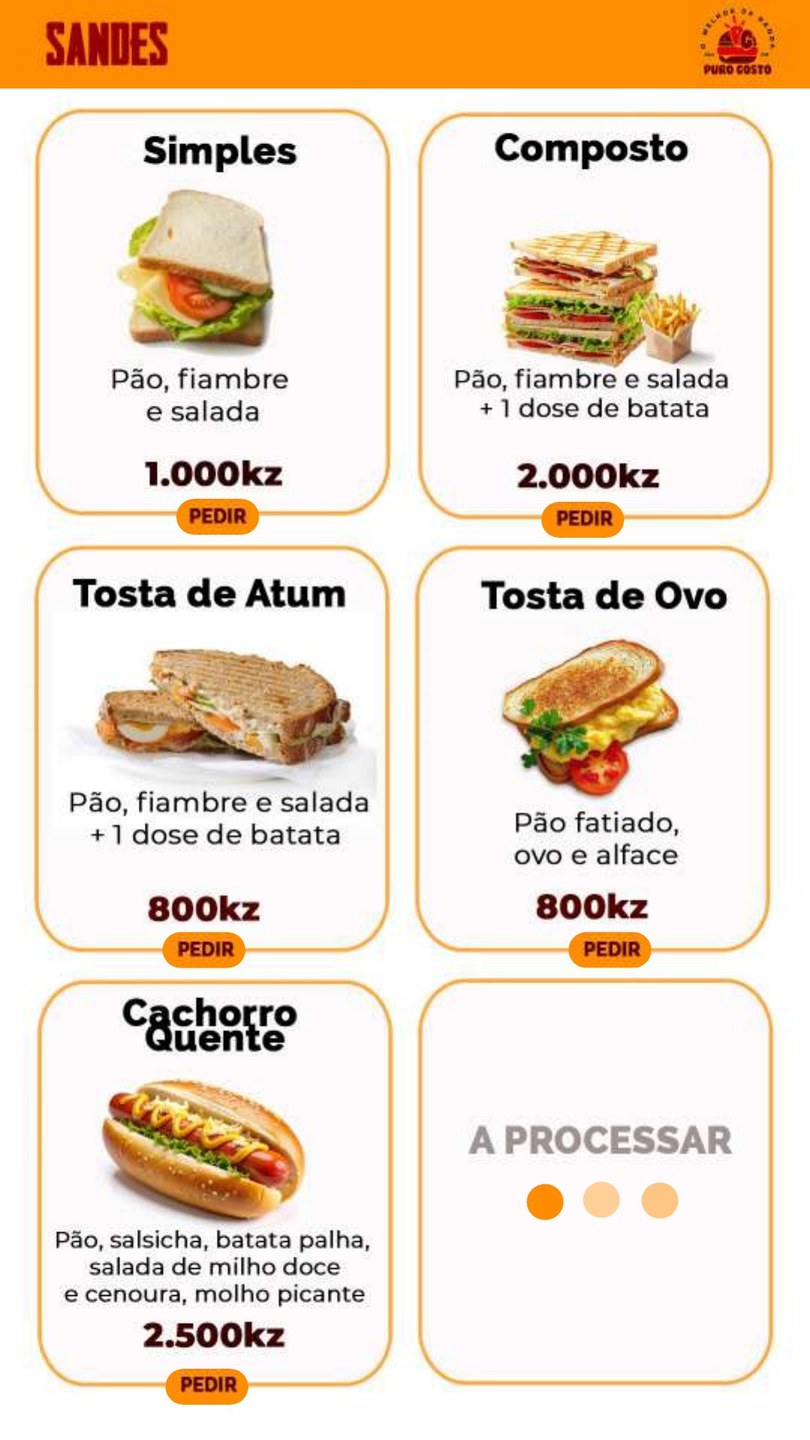 SANDES
O MELHOR DA BANDA
PURO GOSTO
Simples
Pão, fiambre
e salada
1.000kz
PEDIR
Composto
Pão, fiambre e salada
+ 1 dose de batata
2.000kz
PEDIR
Tosta de Atum
Pão, fiambre e salada
+ 1 dose de batata
800kz
PEDIR
Tosta de Ovo
Pão fatiado,
ovo e alface
800kz
PEDIR
Cachorro
Quente
Pão, salsicha, batata palha,
salada de milho doce
e cenoura, molho picante
2.500kz
PEDIR
A PROCESSAR